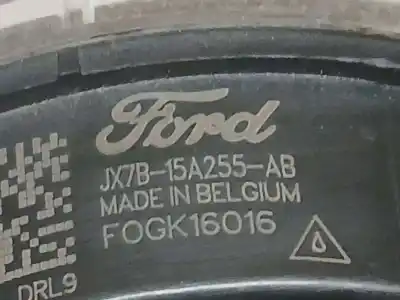 Ford
JX7B-15A255-AB
MADE IN BELGIUM
FOGK16016
DRL9